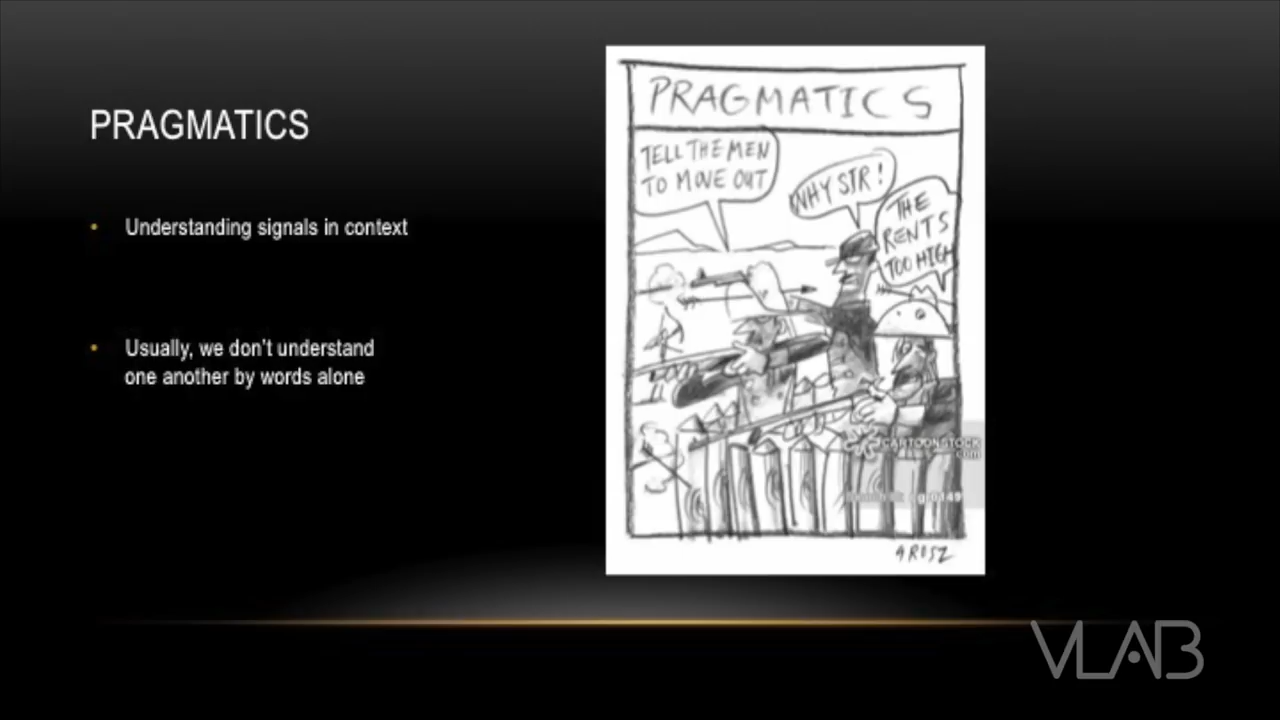 PRAGMATICS
• Understanding signals in context
• Usually, we don't understand
one another by words alone
PRAGMATICS
TELL THE MEN
TO MOVE OUT
WHY SIR!
THE
RENTS
TOO HIGH
CARTOONSTOCK
.com
VLAB